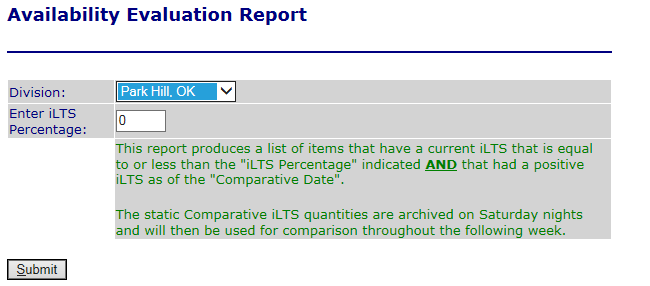 Availability Evaluation Report
Division:
Park Hill, OK
Enter iLTS
Percentage:
0
This report produces a list of items that have a current iLTS that is equal
to or less than the "iLTS Percentage" indicated AND that had a positive
iLTS as of the "Comparative Date".
The static Comparative iLTS quantities are archived on Saturday nights
and will then be used for comparison throughout the following week.
Submit